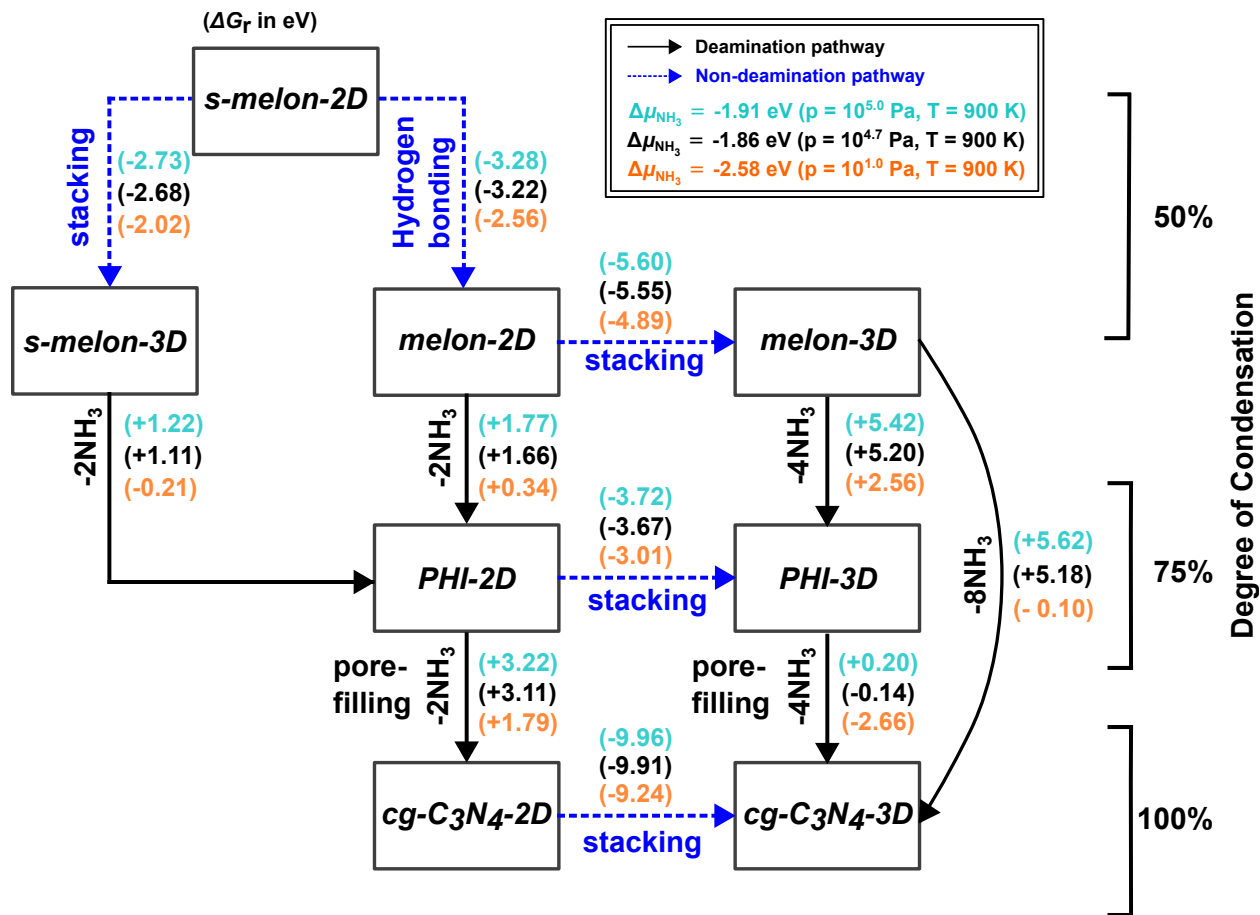 (ΔGr in eV)
s-melon-2D
Deamination pathway
Non-deamination pathway
Δμ_NH₃ = -1.91 eV (p = 10^5.0 Pa, T = 900 K)
Δμ_NH₃ = -1.86 eV (p = 10^4.7 Pa, T = 900 K)
Δμ_NH₃ = -2.58 eV (p = 10^1.0 Pa, T = 900 K)
stacking
(-2.73)
(-2.68)
(-2.02)
Hydrogen
bonding
(-3.28)
(-3.22)
(-2.56)
50%
s-melon-3D
melon-2D
(-5.60)
(-5.55)
(-4.89)
stacking
melon-3D
-2NH₃
(+1.22)
(+1.11)
(-0.21)
-2NH₃
(+1.77)
(+1.66)
(+0.34)
-4NH₃
(+5.42)
(+5.20)
(+2.56)
-8NH₃
(+5.62)
(+5.18)
(- 0.10)
PHI-2D
(-3.72)
(-3.67)
(-3.01)
stacking
PHI-3D
75%
Degree of Condensation
pore-
filling
-2NH₃
(+3.22)
(+3.11)
(+1.79)
pore-
filling
-4NH₃
(+0.20)
(-0.14)
(-2.66)
cg-C₃N₄-2D
(-9.96)
(-9.91)
(-9.24)
stacking
cg-C₃N₄-3D
100%